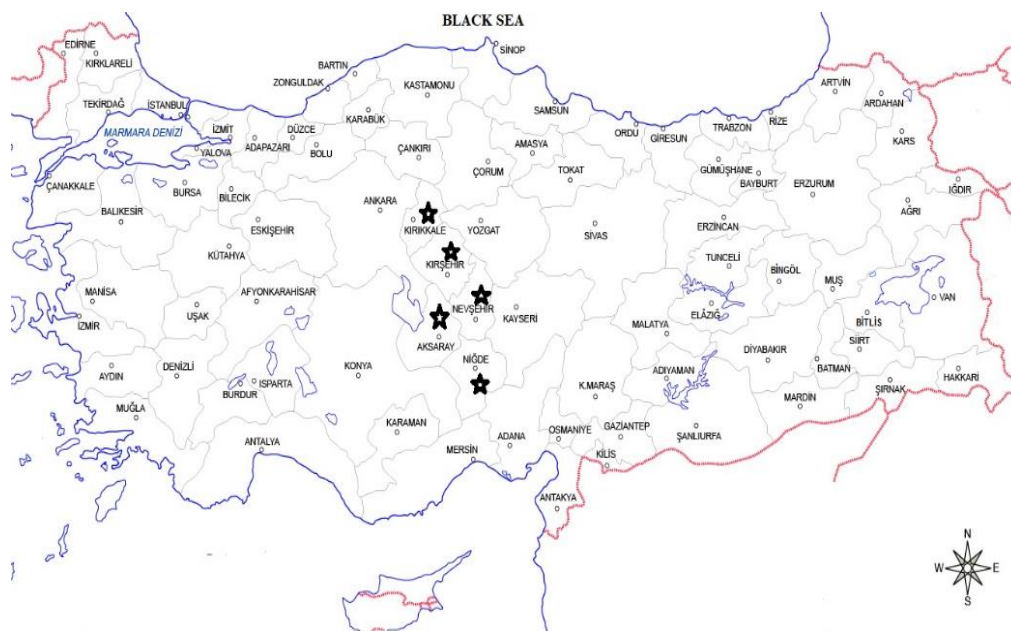 BLACK SEA
SINOP
EDİRNE
KIRKLARELİ
BARTIN
ARTVİN
ZONGULDAK
KASTAMONU
ARDAHAN
TEKİRDAĞ
İSTANBUL
SAMSUN
RİZE
KARABÜK
ORDU
GİRESUN
TRABZON
MARMARA DENİZİ
İZMİT
DÜZCE
KARS
ADAPAZARI
BOLU
YALOVA
ÇANKIRI
AMASYA
ÇORUM
TOKAT
GÜMÜŞHANE
BAYBURT
ERZURUM
IĞDIR
ÇANAKKALE
BURSA
BİLECİK
ANKARA
AĞRI
BALIKESİR
ESKİŞEHİR
KIRIKKALE
YOZGAT
SİVAS
ERZİNCAN
KÜTAHYA
KIRŞEHİR
TUNCELİ
BİNGÖL
MUŞ
MANİSA
AFYONKARAHİSAR
NEVŞEHİR
VAN
UŞAK
KAYSERİ
ELÂZIĞ
İZMİR
MALATYA
BİTLİS
AKSARAY
SİİRT
DİYABAKIR
AYDIN
DENİZLİ
KONYA
NİĞDE
BATMAN
ADIYAMAN
HAKKARİ
ISPARTA
BURDUR
K.MARAŞ
ŞIRNAK
MARDİN
MUĞLA
KARAMAN
GAZİANTEP
OSMANİYE
ŞANLIURFA
ANTALYA
MERSİN
ADANA
KİLİS
ANTAKYA
N
W E
S